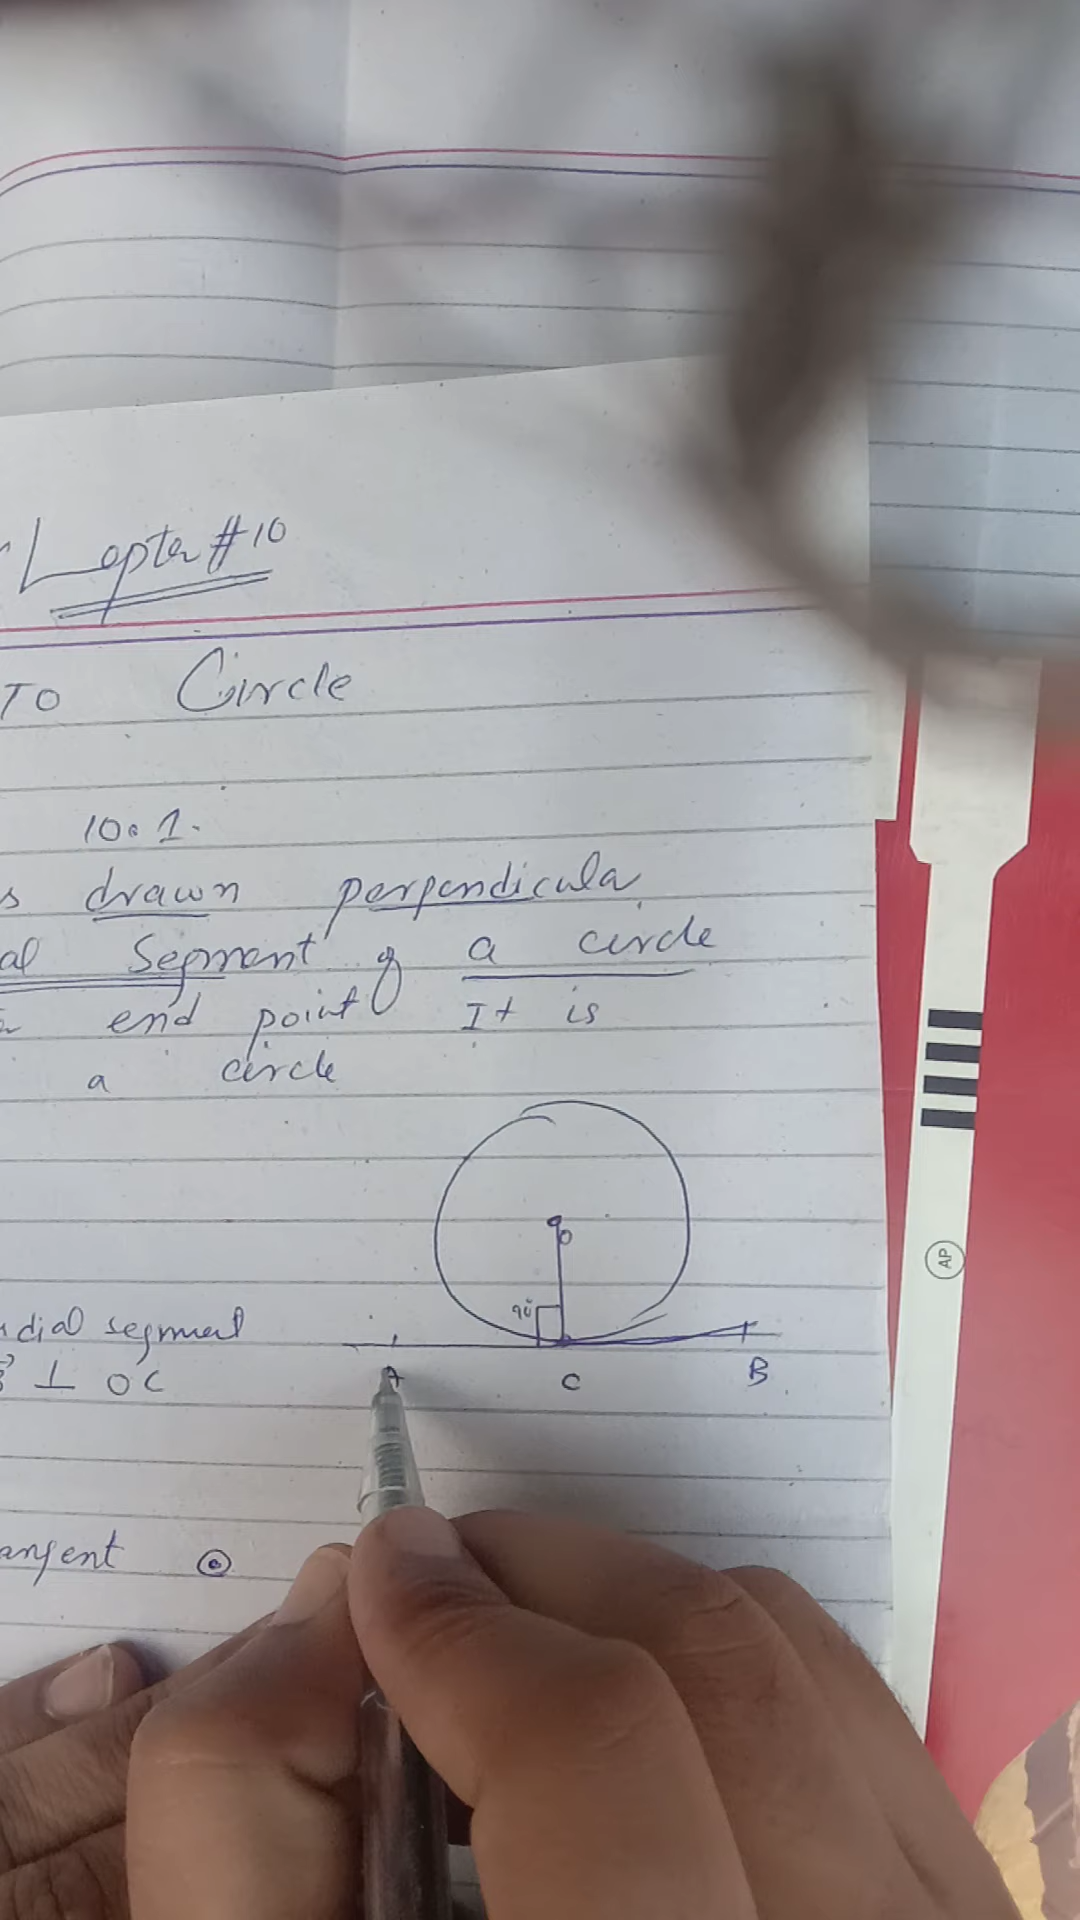 #10
TO Circle
10.1.
s drawn perpendicula
al Segment of a circle
end point It is
a circle
O
90°
dial segment
A C B
⊥ OC
angent
AP